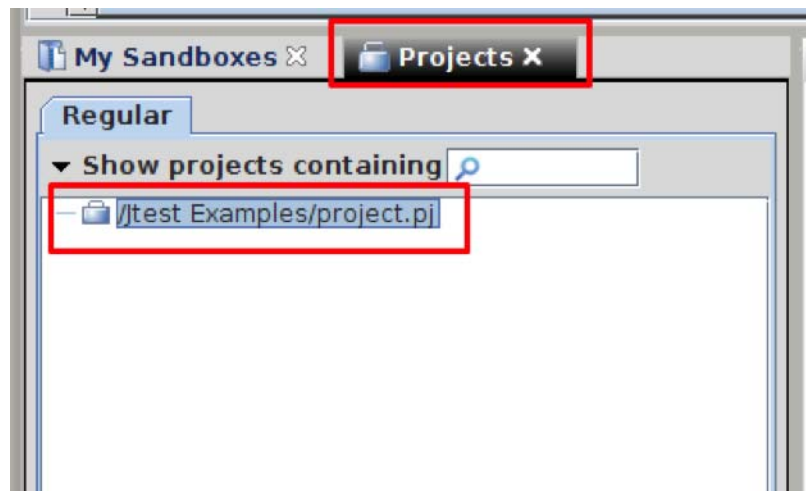 My Sandboxes Projects
Regular
Show projects containing
/Jtest Examples/project.pj